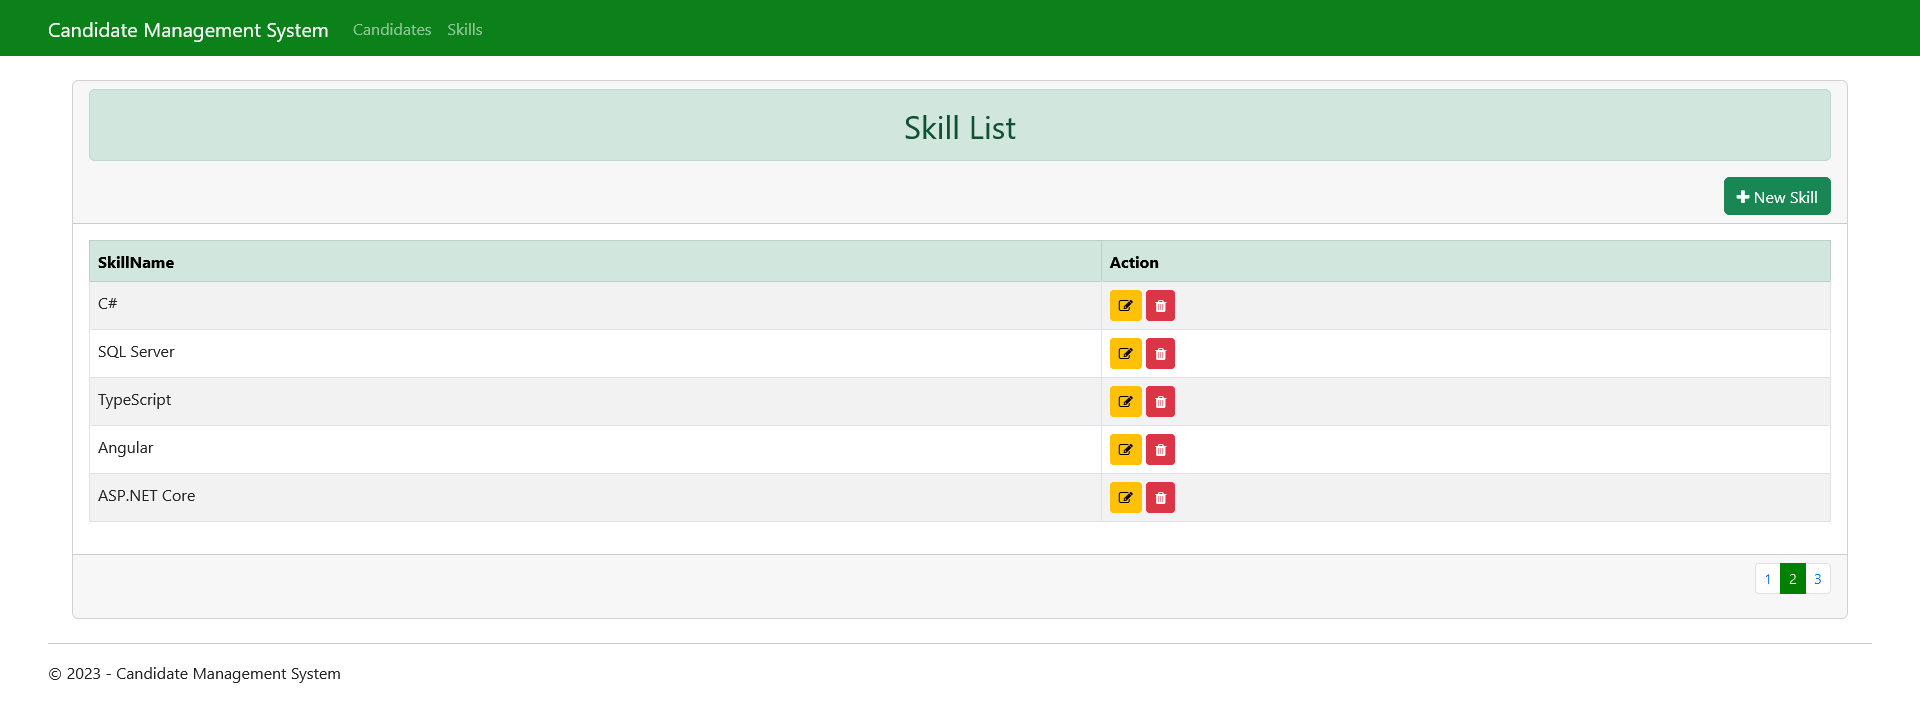 Candidate Management System Candidates Skills
Skill List
New Skill
SkillName Action
C#
SQL Server
TypeScript
Angular
ASP.NET Core
1 2 3
© 2023 - Candidate Management System